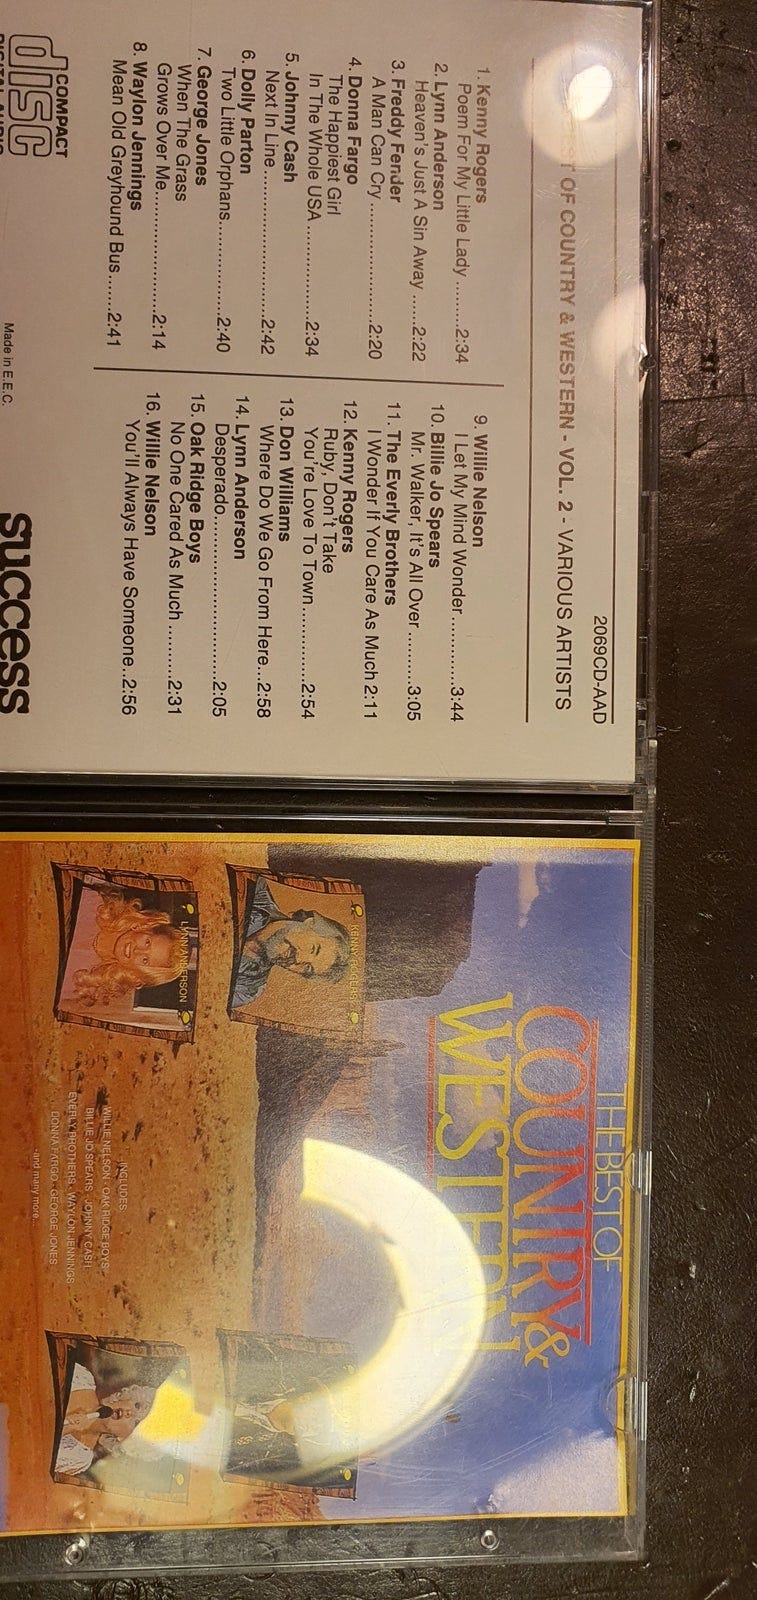 2069CD-AAD
OF COUNTRY & WESTERN - VOL. 2 - VARIOUS ARTISTS
1. Kenny Rogers
Poem For My Little Lady .........2:34
2. Lynn Anderson
Heaven's Just A Sin Away ......2:22
3. Freddy Fender
A Man Can Cry ....................2:20
4. Donna Fargo
The Happiest Girl
In The Whole USA.................2:34
5. Johnny Cash
Next In Line..........................2:42
6. Dolly Parton
Two Little Orphans................2:40
7. George Jones
When The Grass
Grows Over Me....................2:14
8. Waylon Jennings
Mean Old Greyhound Bus......2:41
9. Willie Nelson
I Let My Mind Wonder............3:44
10. Billie Jo Spears
Mr. Walker, It's All Over..........3:05
11. The Everly Brothers
I Wonder If You Care As Much 2:11
12. Kenny Rogers
Ruby, Don't Take
You're Love To Town..............2:54
13. Don Williams
Where Do We Go From Here...2:58
14. Lynn Anderson
Desperado............................2:05
15. Oak Ridge Boys
No One Cared As Much ..........2:31
16. Willie Nelson
You'll Always Have Someone..2:56
COMPACT
disc
DIGITAL AUDIO
Made in E.E.C.
success
THE BEST OF
COUNTRY &
WESTERN
KENNY ROGERS
LYNN ANDERSON
INCLUDES:
WILLIE NELSON · OAK RIDGE BOYS
BILLIE JO SPEARS · JOHNNY CASH
EVERLY BROTHERS · WAYLON JENNINGS
DONNA FARGO · GEORGE JONES
and many more...